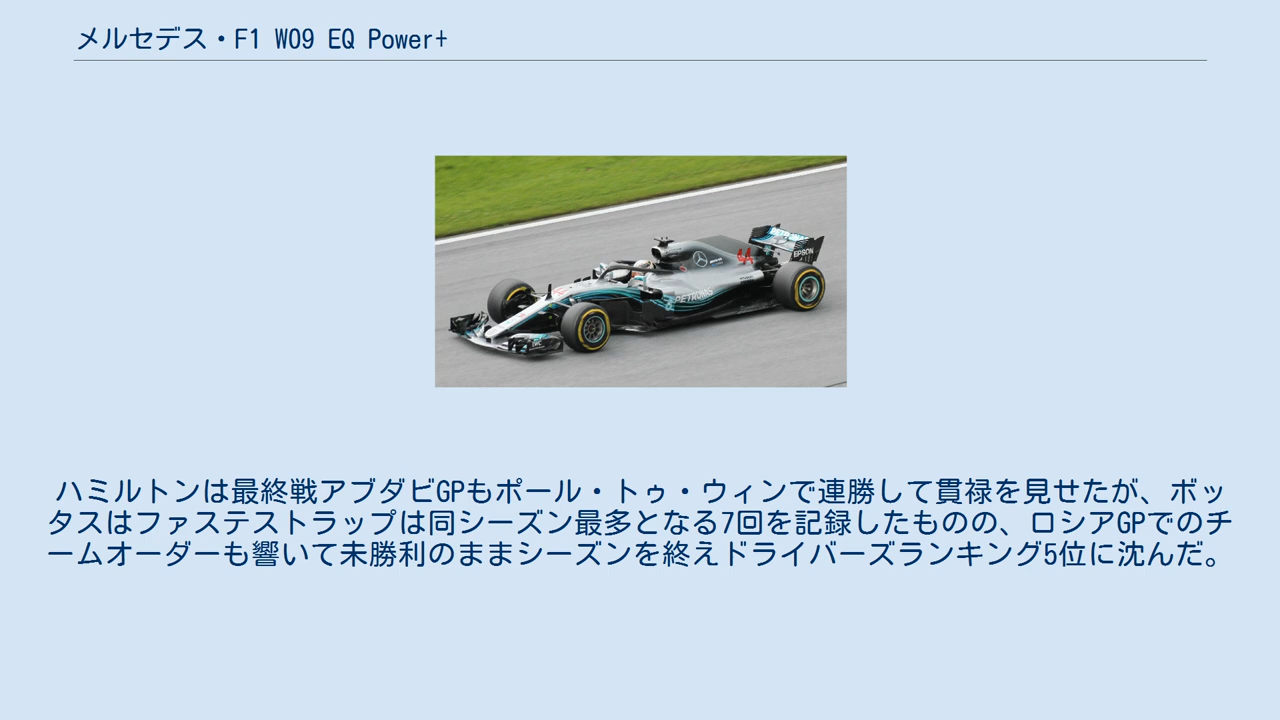 メルセデス・F1 W09 EQ Power+
44
EPSON
PETRONAS
ハミルトンは最終戦アブダビGPもポール・トゥ・ウィンで連勝して貫禄を見せたが、ボッ
タスはファステストラップは同シーズン最多となる7回を記録したものの、ロシアGPでのチ
ームオーダーも響いて未勝利のままシーズンを終えドライバーズランキング5位に沈んだ。